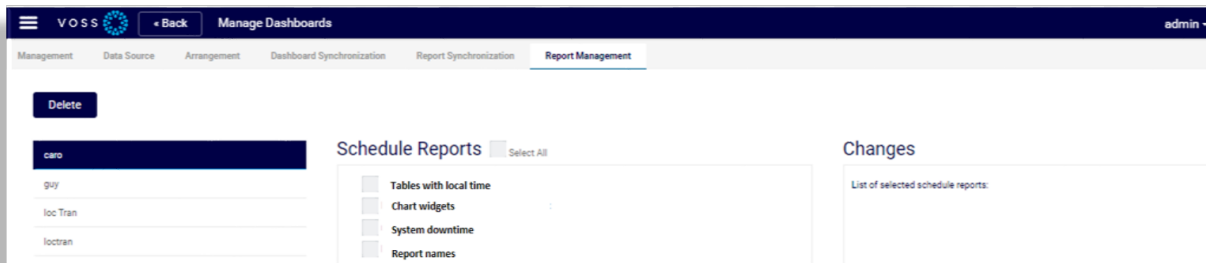 VOSS « Back Manage Dashboards admin
Management Data Source Arrangement Dashboard Synchronization Report Synchronization Report Management
Delete
Schedule Reports Select All
Changes
caro
guy
loc Tran
loctran
Tables with local time
Chart widgets
System downtime
Report names
List of selected schedule reports: